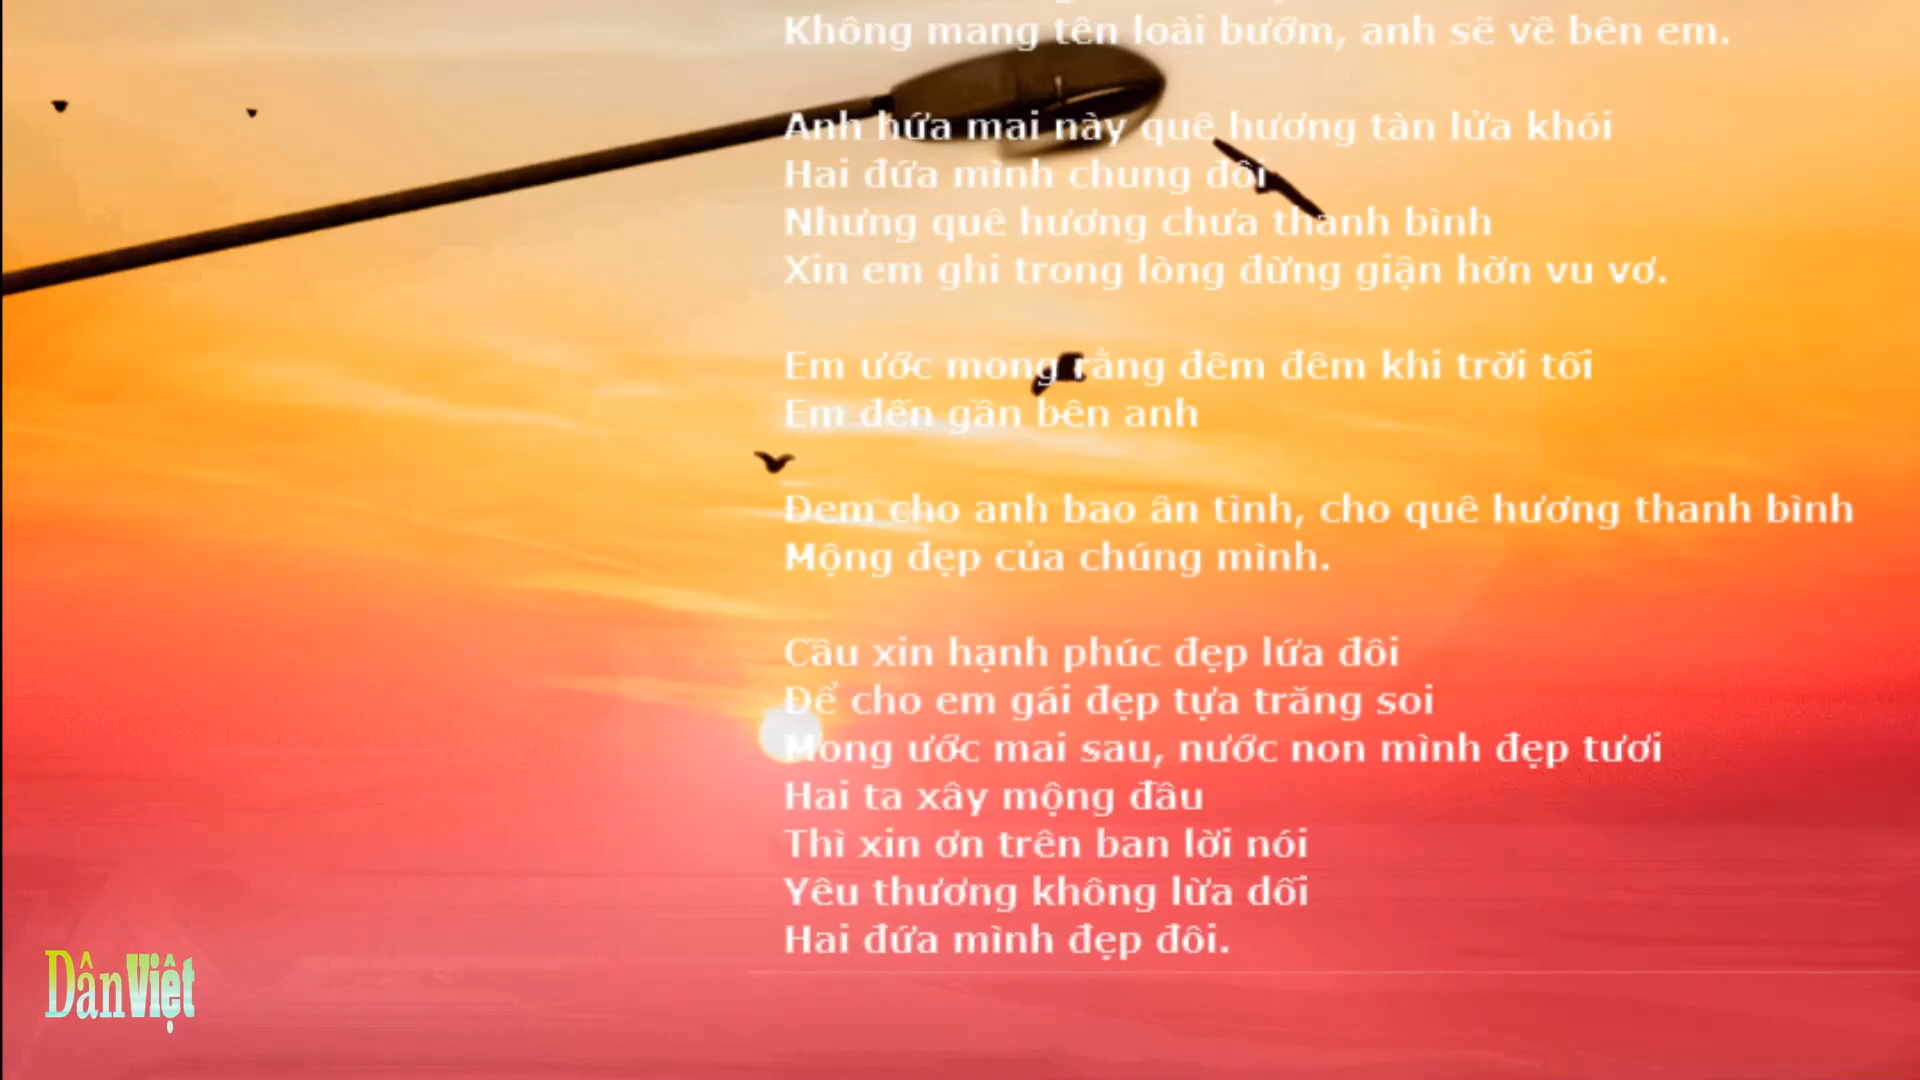 Không mang tên loài bướm, anh sẽ về bên em.
Anh hứa mai này quê hương tàn lửa khói
Hai đứa mình chung đôi
Nhưng quê hương chưa thanh bình
Xin em ghi trong lòng đừng giận hờn vu vơ.
Em ước mong rằng đêm đêm khi trời tối
Em đến gần bên anh
Đem cho anh bao ân tình, cho quê hương thanh bình
Mộng đẹp của chúng mình.
Cầu xin hạnh phúc đẹp lứa đôi
Để cho em gái đẹp tựa trăng soi
Mong ước mai sau, nước non mình đẹp tươi
Hai ta xây mộng đầu
Thì xin ơn trên ban lời nói
Yêu thương không lừa dối
Hai đứa mình đẹp đôi.
DânViệt